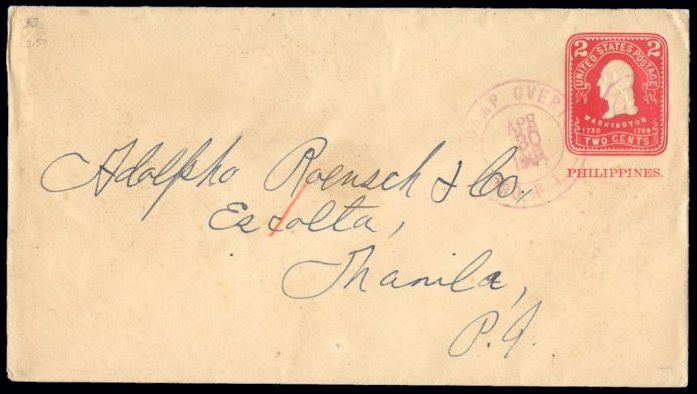 2 2
UNITED STATES POSTAGE
WASHINGTON
1732 1799
TWO CENTS
PHILIPPINES.
APR
30
Adolpho Roensch & Co,
Escolta,
Manila,
P.I.